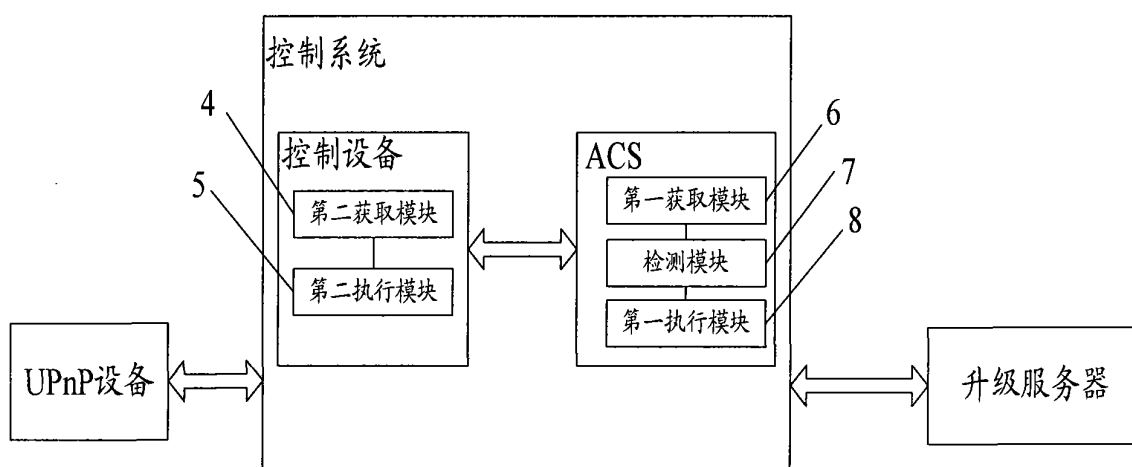 控制系统
4
控制设备
5
第二获取模块
第二执行模块
ACS
6
第一获取模块
7
检测模块
8
第一执行模块
UPnP设备
升级服务器